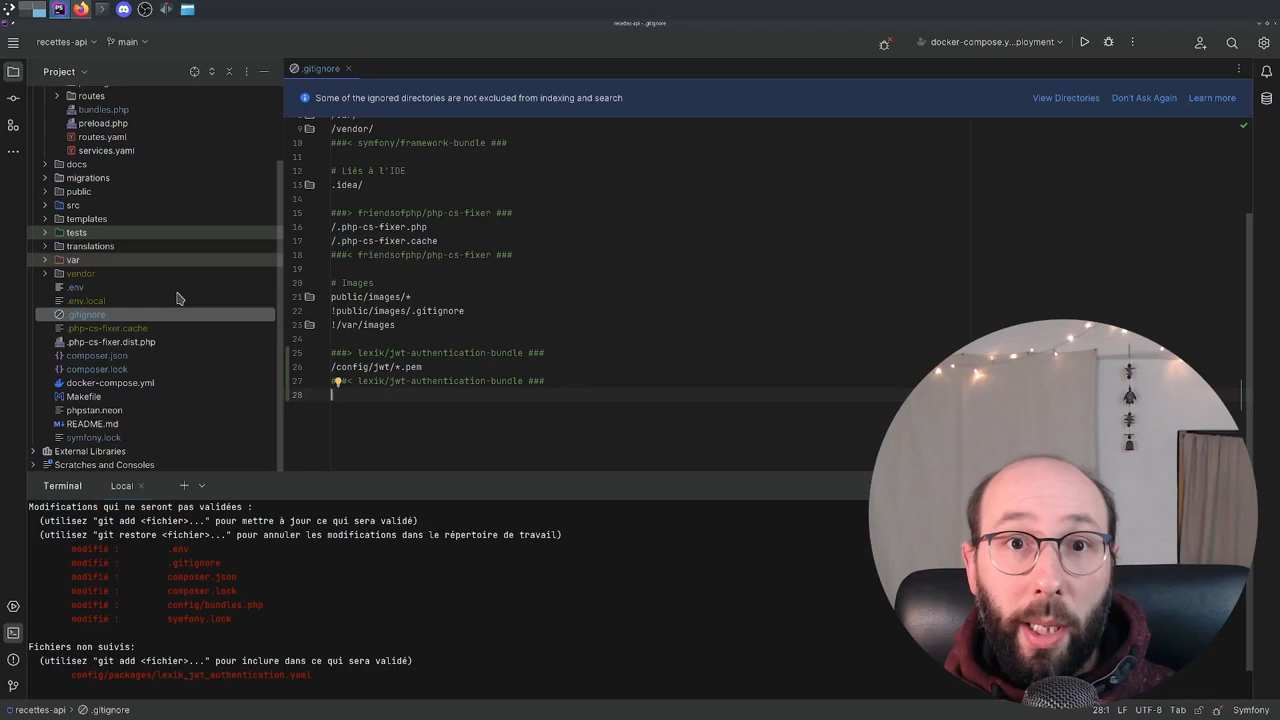 recettes-api - .gitignore
recettes-api
main
docker-compose.y...ployment
Project
.gitignore
Some of the ignored directories are not excluded from indexing and search
View Directories
Don't Ask Again
Learn more
routes
bundles.php
preload.php
routes.yaml
services.yaml
docs
migrations
public
src
templates
tests
translations
var
vendor
.env
.env.local
.gitignore
.php-cs-fixer.cache
.php-cs-fixer.dist.php
composer.json
composer.lock
docker-compose.yml
Makefile
phpstan.neon
README.md
symfony.lock
External Libraries
Scratches and Consoles
9 /vendor/
10 ###< symfony/framework-bundle ###
11
12 # Liés à l'IDE
13 .idea/
14
15 ###> friendsofphp/php-cs-fixer ###
16 /.php-cs-fixer.php
17 /.php-cs-fixer.cache
18 ###< friendsofphp/php-cs-fixer ###
19
20 # Images
21 public/images/*
22 !public/images/.gitignore
23 !/var/images
25 ###> lexik/jwt-authentication-bundle ###
26 /config/jwt/*.pem
27 ###< lexik/jwt-authentication-bundle ###
28
Terminal
Local
Modifications qui ne seront pas validées :
(utilisez "git add <fichier>..." pour mettre à jour ce qui sera validé)
(utilisez "git restore <fichier>..." pour annuler les modifications dans le répertoire de travail)
modifié : .env
modifié : .gitignore
modifié : composer.json
modifié : composer.lock
modifié : config/bundles.php
modifié : symfony.lock
Fichiers non suivis:
(utilisez "git add <fichier>..." pour inclure dans ce qui sera validé)
config/packages/lexik_jwt_authentication.yaml
recettes-api
.gitignore
28:1
LF
UTF-8
Tab
Symfony